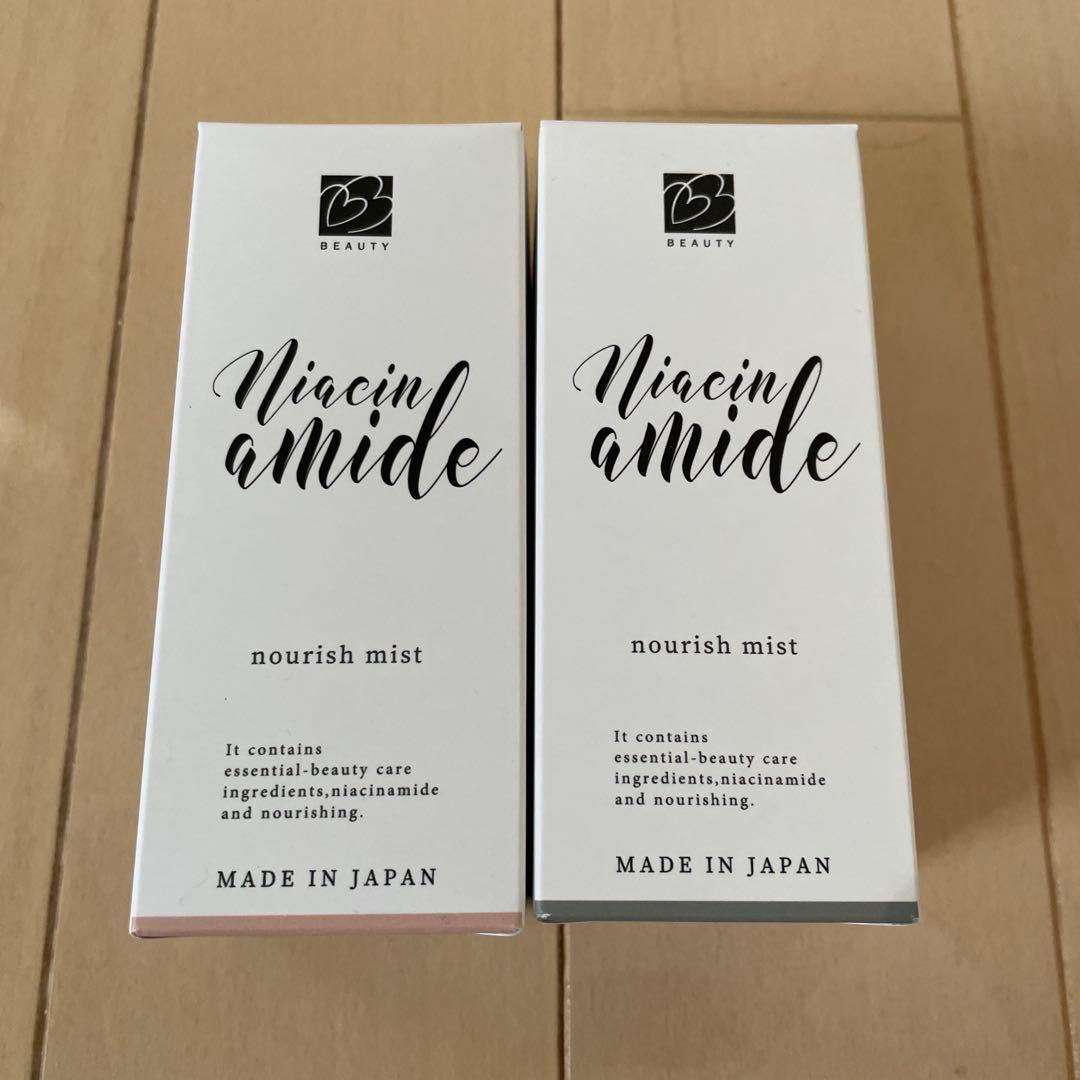 BEAUTY
Niacin
amide
nourish mist
It contains
essential-beauty care
ingredients,niacinamide
and nourishing.
MADE IN JAPAN
BEAUTY
Niacin
amide
nourish mist
It contains
essential-beauty care
ingredients,niacinamide
and nourishing.
MADE IN JAPAN